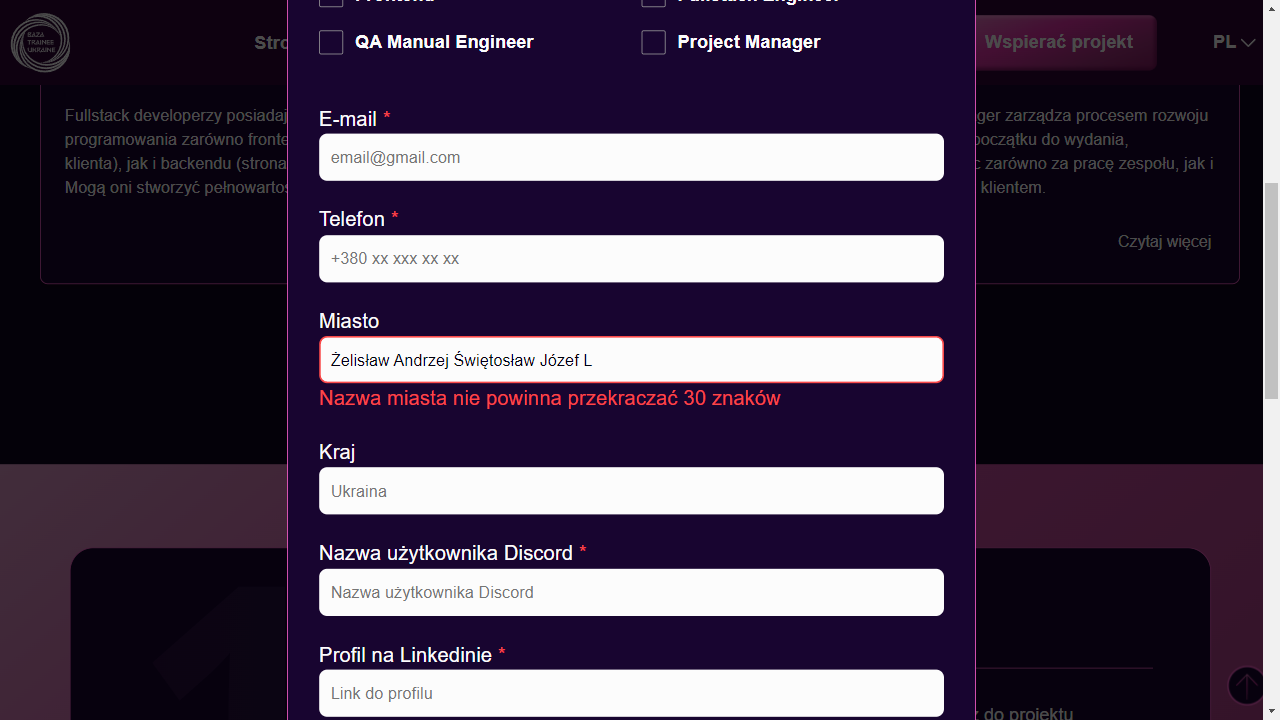 Frontend
Fullstack Engineer
QA Manual Engineer
Project Manager
BAZA
TRAINEE
UKRAINE
Stro
Wspierać projekt
PL
Fullstack developerzy posiadaj
programowania zarówno fronte
klienta), jak i backendu (strona
Mogą oni stworzyć pełnowartoś
ger zarządza procesem rozwoju
początku do wydania,
c zarówno za pracę zespołu, jak i
klientem.
Czytaj więcej
E-mail *
email@gmail.com
Telefon *
+380 xx xxx xx xx
Miasto
Żelisław Andrzej Świętosław Józef L
Nazwa miasta nie powinna przekraczać 30 znaków
Kraj
Ukraina
Nazwa użytkownika Discord *
Nazwa użytkownika Discord
Profil na Linkedinie *
Link do profilu
1
k do projektu